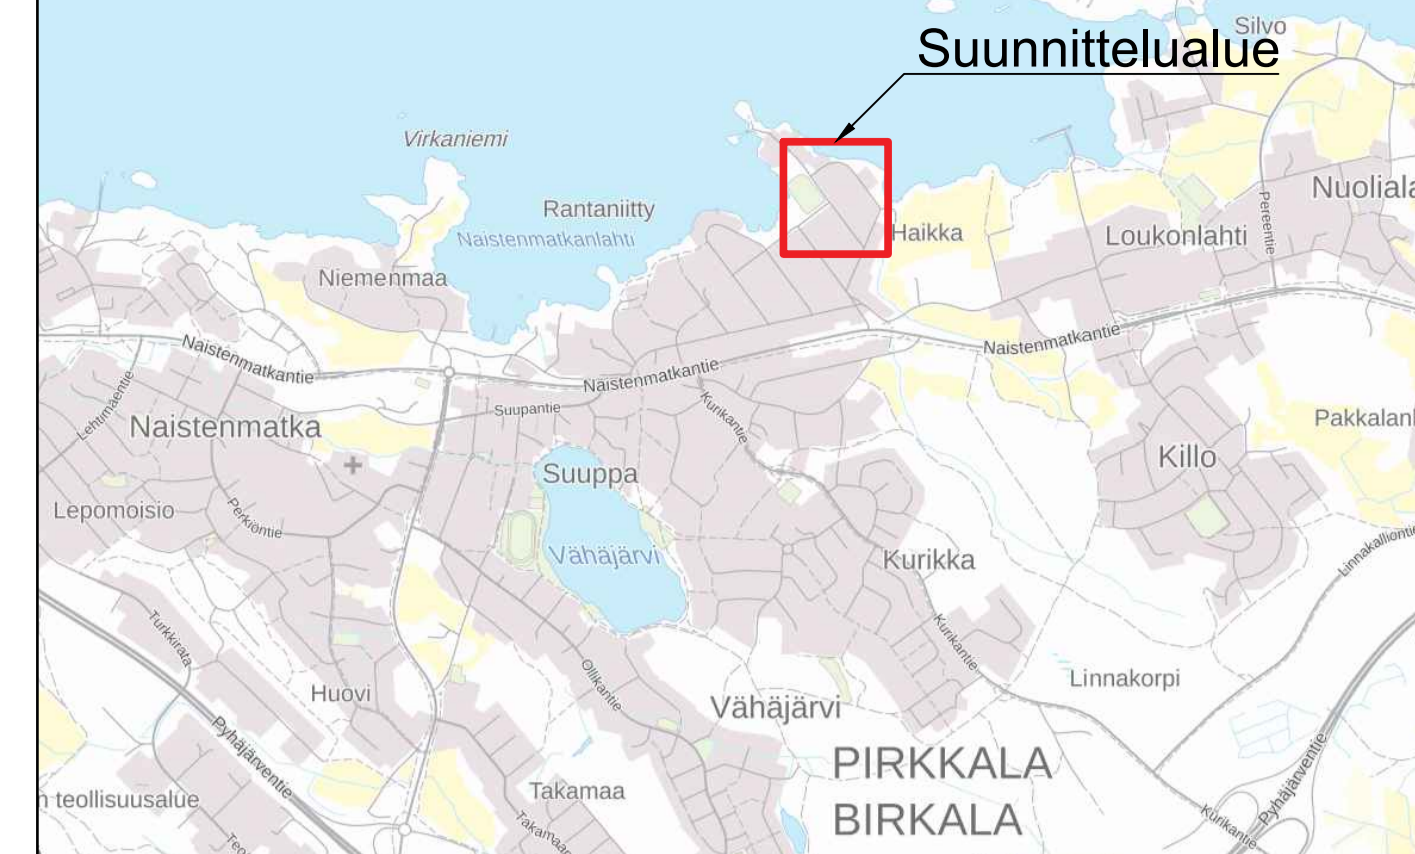 Silvo
Suunnittelualue
Virkaniemi
Nuoliala
Rantaniitty
Pereentie
Naistenmatkanlahti
Haikka
Loukonlahti
Niemenmaa
Naistenmatkantie
Naistenmatkantie
Naistenmatkantie
Lehtimäentie
Suupantie
Kurikantie
Naistenmatka
Pakkalan
Killo
Suuppa
Lepomoisio
Perkiöntie
Vähäjärvi
Kurikka
Linnakalliontie
Turkkirata
Kurikantie
Ollikantie
Linnakorpi
Huovi
Vähäjärvi
Pyhäjärventie
PIRKKALA
BIRKALA
Pyhäjärventie
n teollisuusalue
Takamaa
Takamaa
Kurikantie
Teo